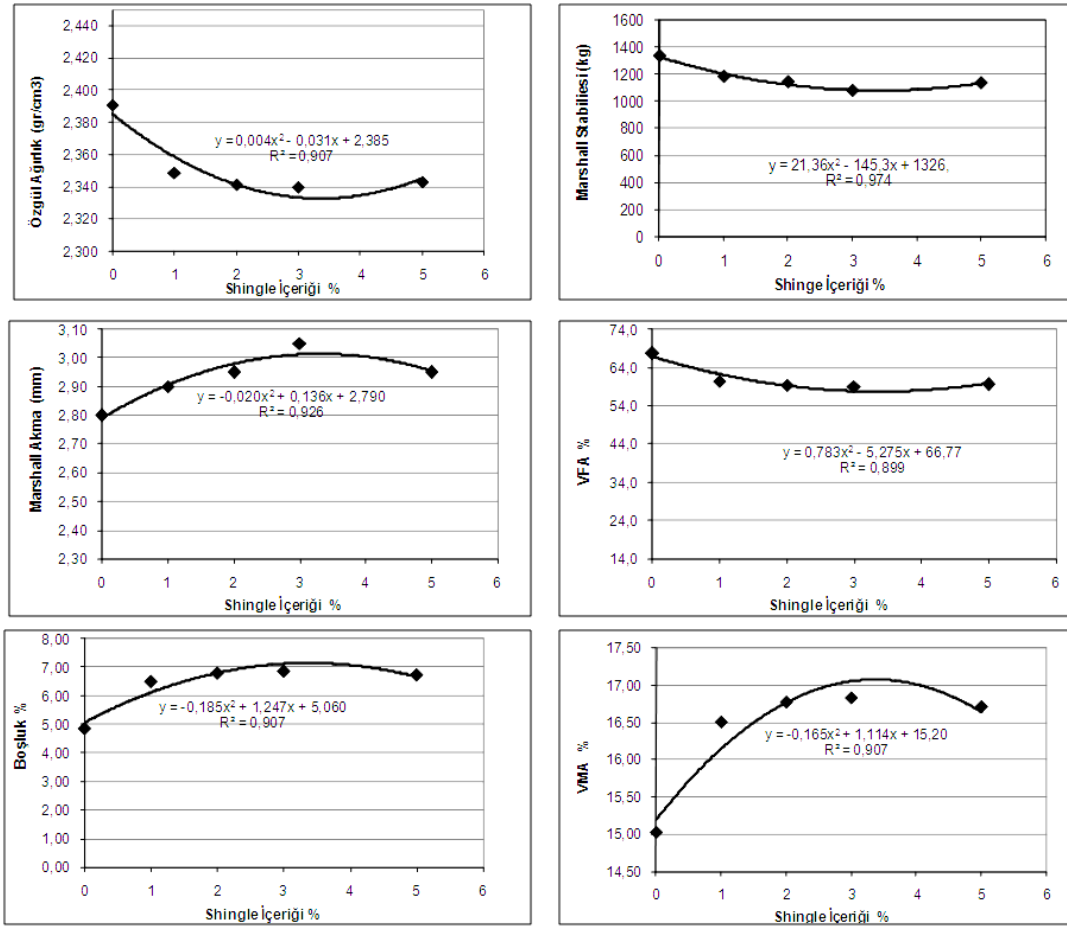 2,440
2,420
2,400
2,380
2,360
2,340
2,320
2,300
Özgül Ağırlık (gr/cm3)
y = 0,004x² - 0,031x + 2,385
R² = 0,907
0 1 2 3 4 5 6
Shingle İçeriği %
1600
1400
1200
1000
800
600
400
200
0
Marshall Stabiliesi (kg)
y = 21,36x² - 145,3x + 1326,
R² = 0,974
0 1 2 3 4 5 6
Shinge İçeriği %
3,10
3,00
2,90
2,80
2,70
2,60
2,50
2,40
2,30
Marshall Akma (mm)
y = -0,020x² + 0,136x + 2,790
R² = 0,926
0 1 2 3 4 5 6
Shingle İçeriği %
74,0
64,0
54,0
44,0
34,0
24,0
14,0
VFA %
y = 0,783x² - 5,275x + 66,77
R² = 0,899
0 1 2 3 4 5 6
Shingle İçeriği %
8,00
7,00
6,00
5,00
4,00
3,00
2,00
1,00
0,00
Boşluk %
y = -0,185x² + 1,247x + 5,060
R² = 0,907
0 1 2 3 4 5 6
Shingle İçeriği %
17,50
17,00
16,50
16,00
15,50
15,00
14,50
VMA %
y = -0,165x² + 1,114x + 15,20
R² = 0,907
0 1 2 3 4 5 6
Shingle İçeriği %